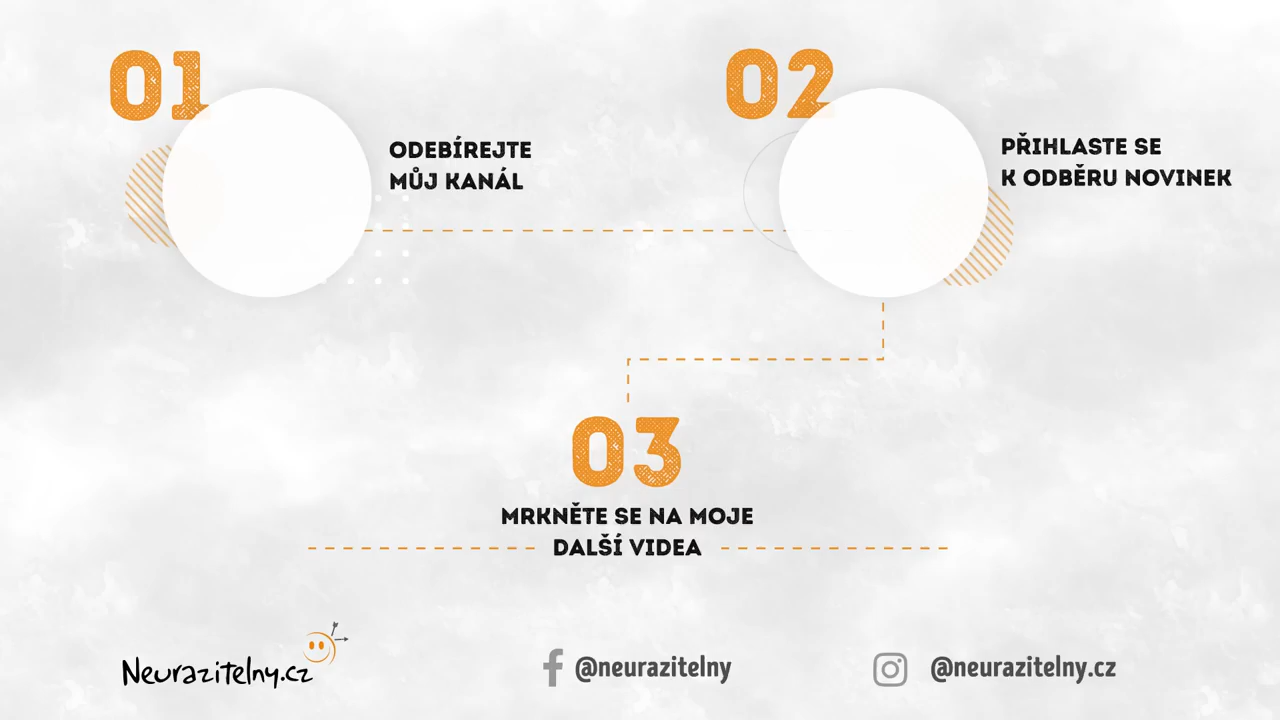 01
ODEBÍREJTE
MŮJ KANÁL
02
PŘIHLASTE SE
K ODBĚRU NOVINEK
03
MRKNĚTE SE NA MOJE
DALŠÍ VIDEA
Neurazitelny.cz
@neurazitelny
@neurazitelny.cz